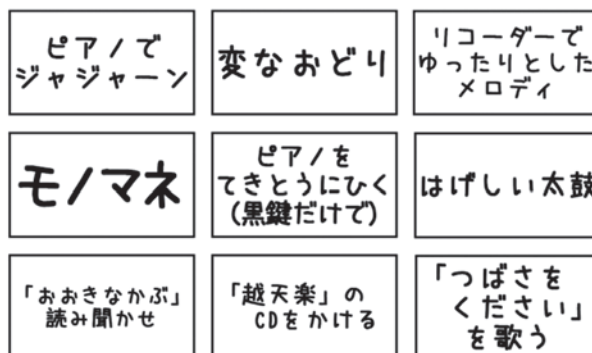 ピアノで
ジャジャーン
変なおどり
リコーダーで
ゆったりとした
メロディ
モノマネ
ピアノを
てきとうにひく
(黒鍵だけで)
はげしい太鼓
「おおきなかぶ」
読み聞かせ
「越天楽」の
CDをかける
「つばさを
ください」
を歌う